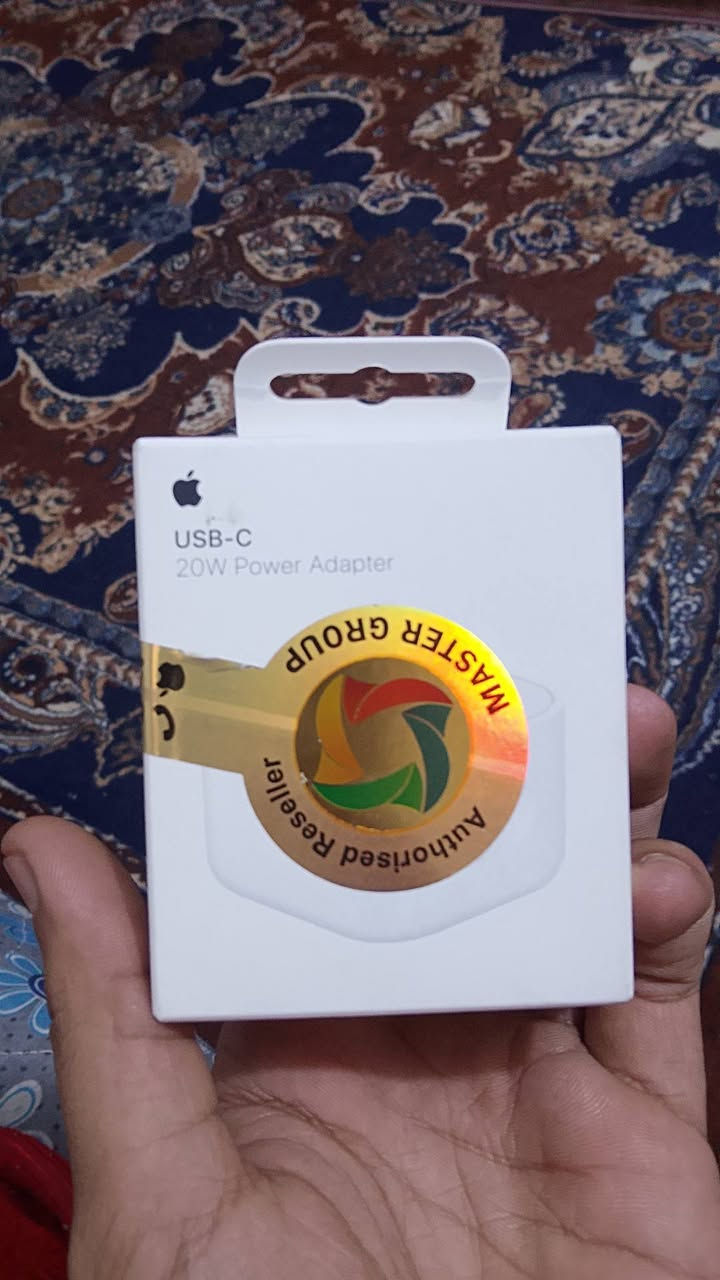 USB-C
20W Power Adapter
MASTER GROUP
Authorised Reseller